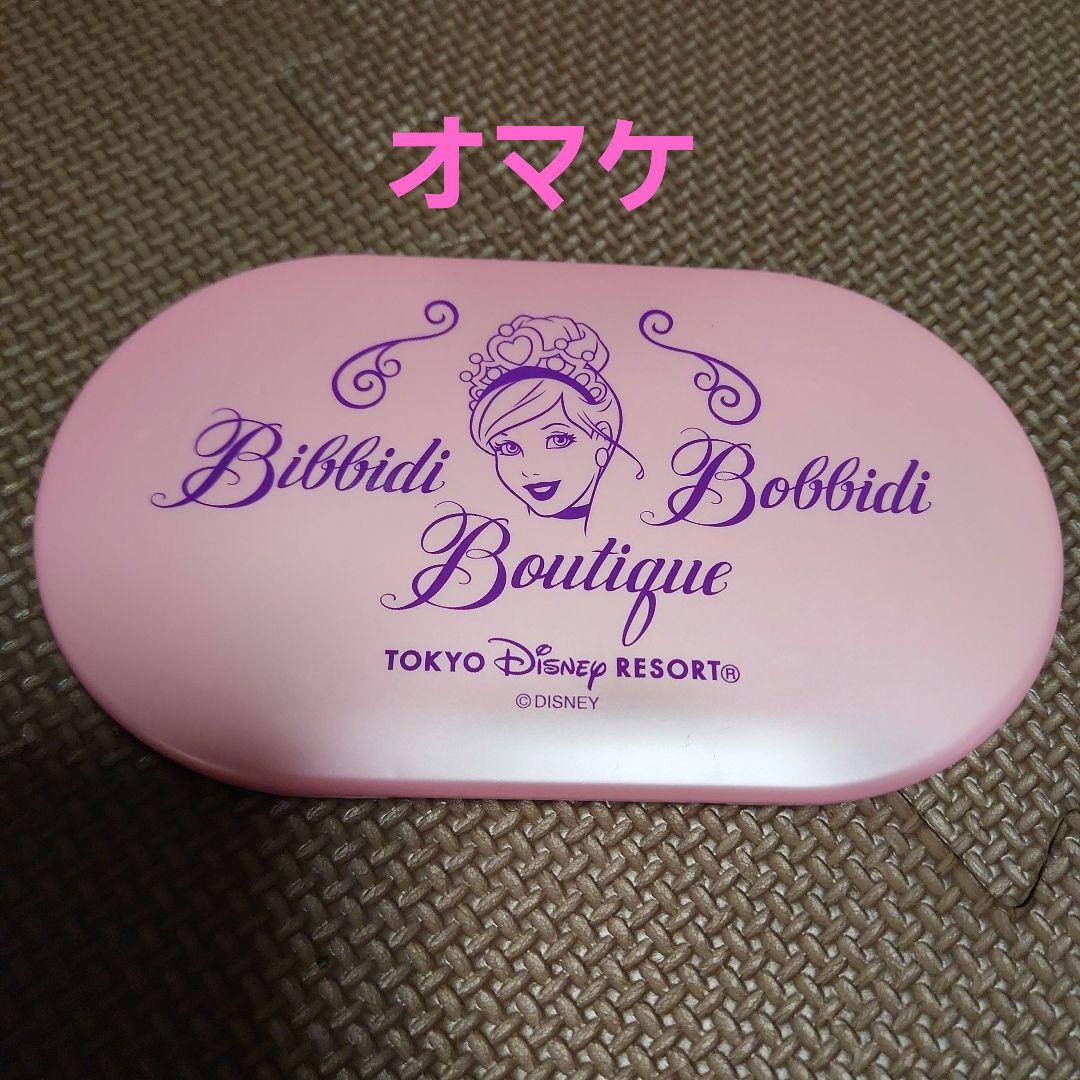 オマケ
Bibbidi Bobbidi
Boutique
TOKYO Disney RESORT®
©DISNEY